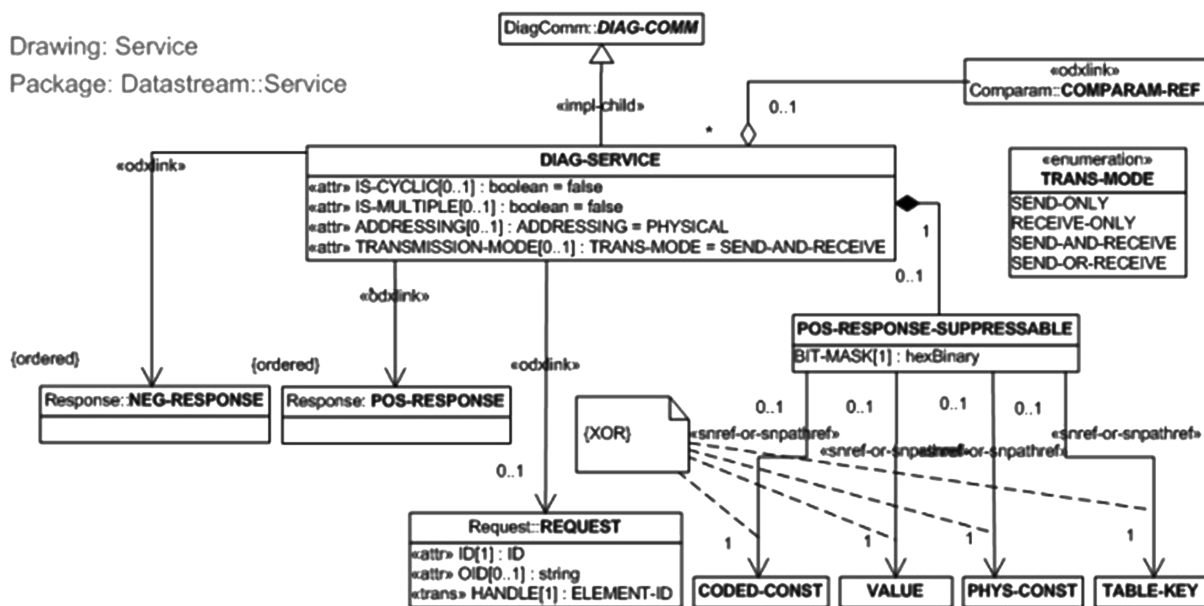 Drawing: Service
Package: Datastream::Service
DiagComm::DIAG-COMM
«impl-child»
«odxlink»
Comparam::COMPARAM-REF
0..1
*
«odxlink»
DIAG-SERVICE
«attr» IS-CYCLIC[0..1] : boolean = false
«attr» IS-MULTIPLE[0..1] : boolean = false
«attr» ADDRESSING[0..1] : ADDRESSING = PHYSICAL
«attr» TRANSMISSION-MODE[0..1] : TRANS-MODE = SEND-AND-RECEIVE
«enumeration»
TRANS-MODE
SEND-ONLY
RECEIVE-ONLY
SEND-AND-RECEIVE
SEND-OR-RECEIVE
1
0..1
«odxlink»
«odxlink»
{ordered}
{ordered}
Response::NEG-RESPONSE
Response: POS-RESPONSE
POS-RESPONSE-SUPPRESSABLE
BIT-MASK[1] : hexBinary
0..1
0..1
0..1
0..1
{XOR}
«snref-or-snpathref»
«snref-or-snpathref»
«snref-or-snpathref»
«snref-or-snpathref»
0..1
Request::REQUEST
«attr» ID[1] : ID
«attr» OID[0..1] : string
«trans» HANDLE[1] : ELEMENT-ID
1
1
1
1
CODED-CONST
VALUE
PHYS-CONST
TABLE-KEY